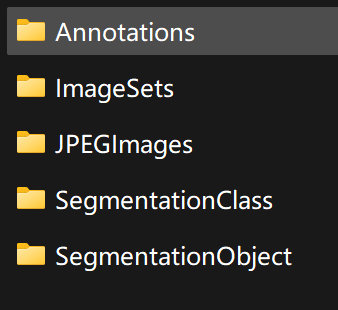 Annotations
ImageSets
JPEGImages
SegmentationClass
SegmentationObject